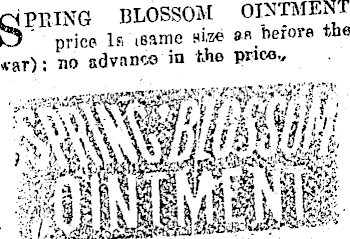 SPRING BLOSSOM OINTMENT
price 1s (same size as before the
war); no advance in the price.,
SPRING BLOSSOM
OINTMENT